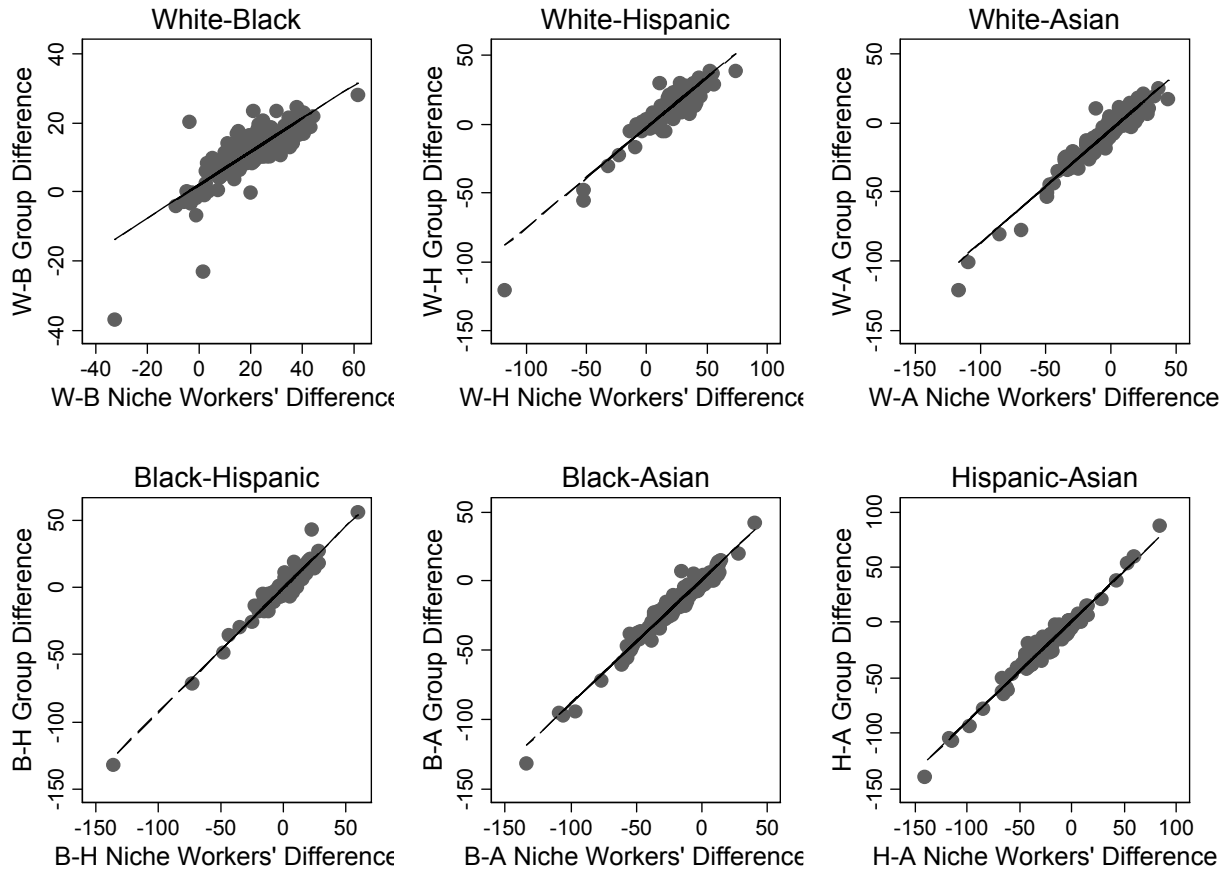 White-Black
W-B Group Difference
40
20
0
20
40
-40 -20 0 20 40 60
W-B Niche Workers' Difference
White-Hispanic
W-H Group Difference
50
0
-50
-100
-150
-100 -50 0 50 100
W-H Niche Workers' Difference
White-Asian
W-A Group Difference
50
0
-50
-100
-150
-150 -100 -50 0 50
W-A Niche Workers' Difference
Black-Hispanic
B-H Group Difference
50
0
-50
-100
-150
-150 -100 -50 0 50
B-H Niche Workers' Difference
Black-Asian
B-A Group Difference
50
0
-50
-100
-150
-150 -100 -50 0 50
B-A Niche Workers' Difference
Hispanic-Asian
H-A Group Difference
100
50
0
-50
-100
-150
-150 -100 -50 0 50 100
H-A Niche Workers' Difference